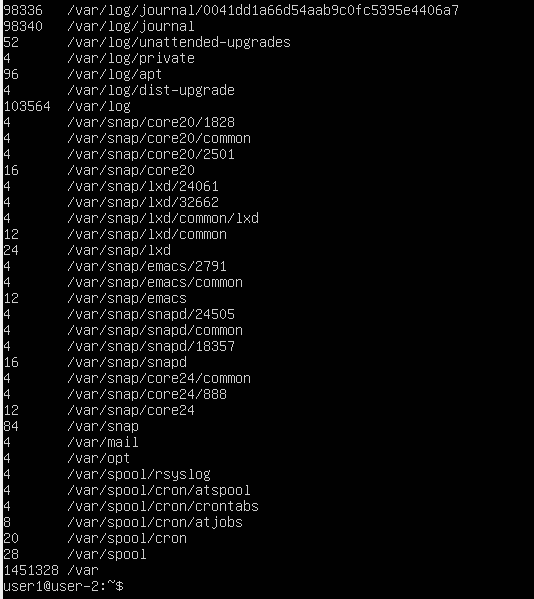 98336   /var/log/journal/0041dd1a66d54aab9c0fc5395e4406a7
98340   /var/log/journal
52      /var/log/unattended-upgrades
4       /var/log/private
96      /var/log/apt
4       /var/log/dist-upgrade
103564  /var/log
4       /var/snap/core20/1828
4       /var/snap/core20/common
4       /var/snap/core20/2501
16      /var/snap/core20
4       /var/snap/lxd/24061
4       /var/snap/lxd/32662
4       /var/snap/lxd/common/lxd
12      /var/snap/lxd/common
24      /var/snap/lxd
4       /var/snap/emacs/2791
4       /var/snap/emacs/common
12      /var/snap/emacs
4       /var/snap/snapd/24505
4       /var/snap/snapd/common
4       /var/snap/snapd/18357
16      /var/snap/snapd
4       /var/snap/core24/common
4       /var/snap/core24/888
12      /var/snap/core24
84      /var/snap
4       /var/mail
4       /var/opt
4       /var/spool/rsyslog
4       /var/spool/cron/atspool
4       /var/spool/cron/crontabs
8       /var/spool/cron/atjobs
20      /var/spool/cron
28      /var/spool
1451328 /var
user1@user-2:~$